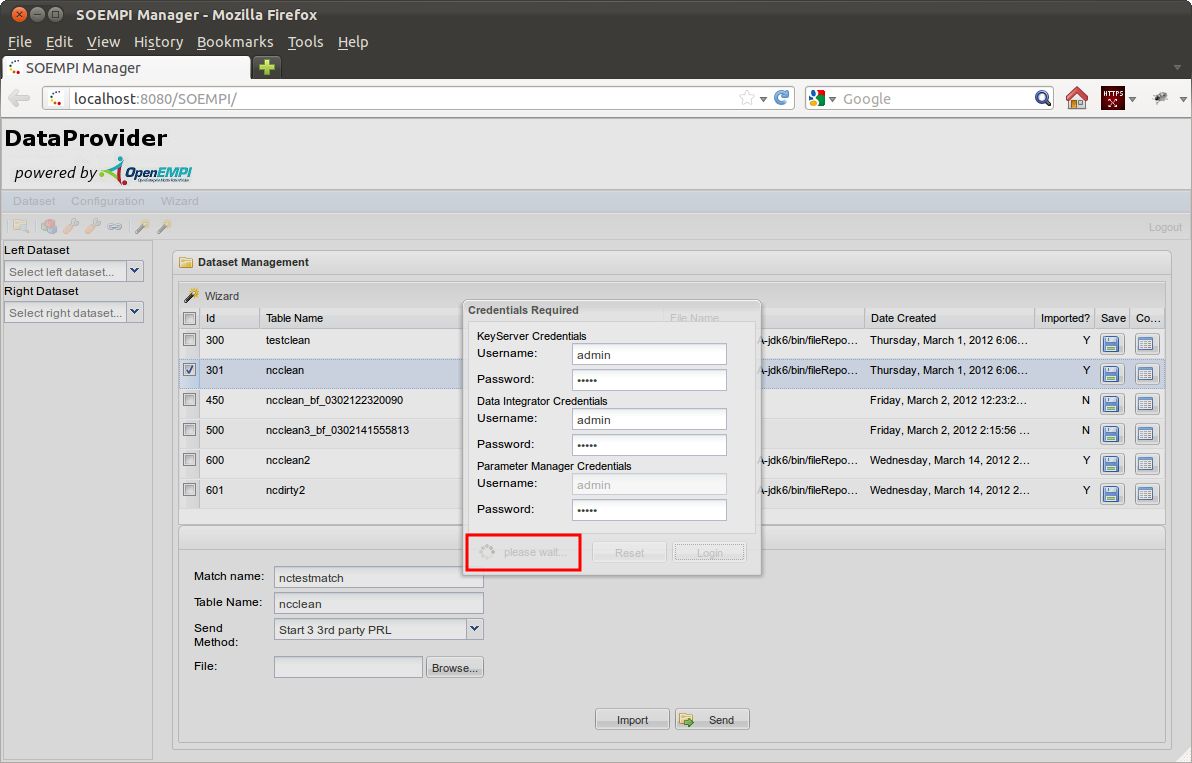 SOEMPI Manager - Mozilla Firefox
File Edit View History Bookmarks Tools Help
SOEMPI Manager
localhost:8080/SOEMPI/
Google
HTTPS
DataProvider
powered by OpenEMPI
Dataset Configuration Wizard
Logout
Left Dataset
Select left dataset...
Right Dataset
Select right dataset...
Dataset Management
Wizard
Id Table Name File Name Date Created Imported? Save Co...
300 testclean A-jdk6/bin/fileRepo... Thursday, March 1, 2012 6:06... Y
301 ncclean A-jdk6/bin/fileRepo... Thursday, March 1, 2012 6:06... Y
450 ncclean_bf_0302122320090 Friday, March 2, 2012 12:23:2... N
500 ncclean3_bf_0302141555813 Friday, March 2, 2012 2:15:56 ... N
600 ncclean2 A-jdk6/bin/fileRepo... Wednesday, March 14, 2012 2... Y
601 ncdirty2 A-jdk6/bin/fileRepo... Wednesday, March 14, 2012 2... Y
Credentials Required
KeyServer Credentials
Username: admin
Password: •••••
Data Integrator Credentials
Username: admin
Password: •••••
Parameter Manager Credentials
Username: admin
Password: •••••
please wait... Reset Login
Match name: nctestmatch
Table Name: ncclean
Send
Method: Start 3 3rd party PRL
File: Browse...
Import Send